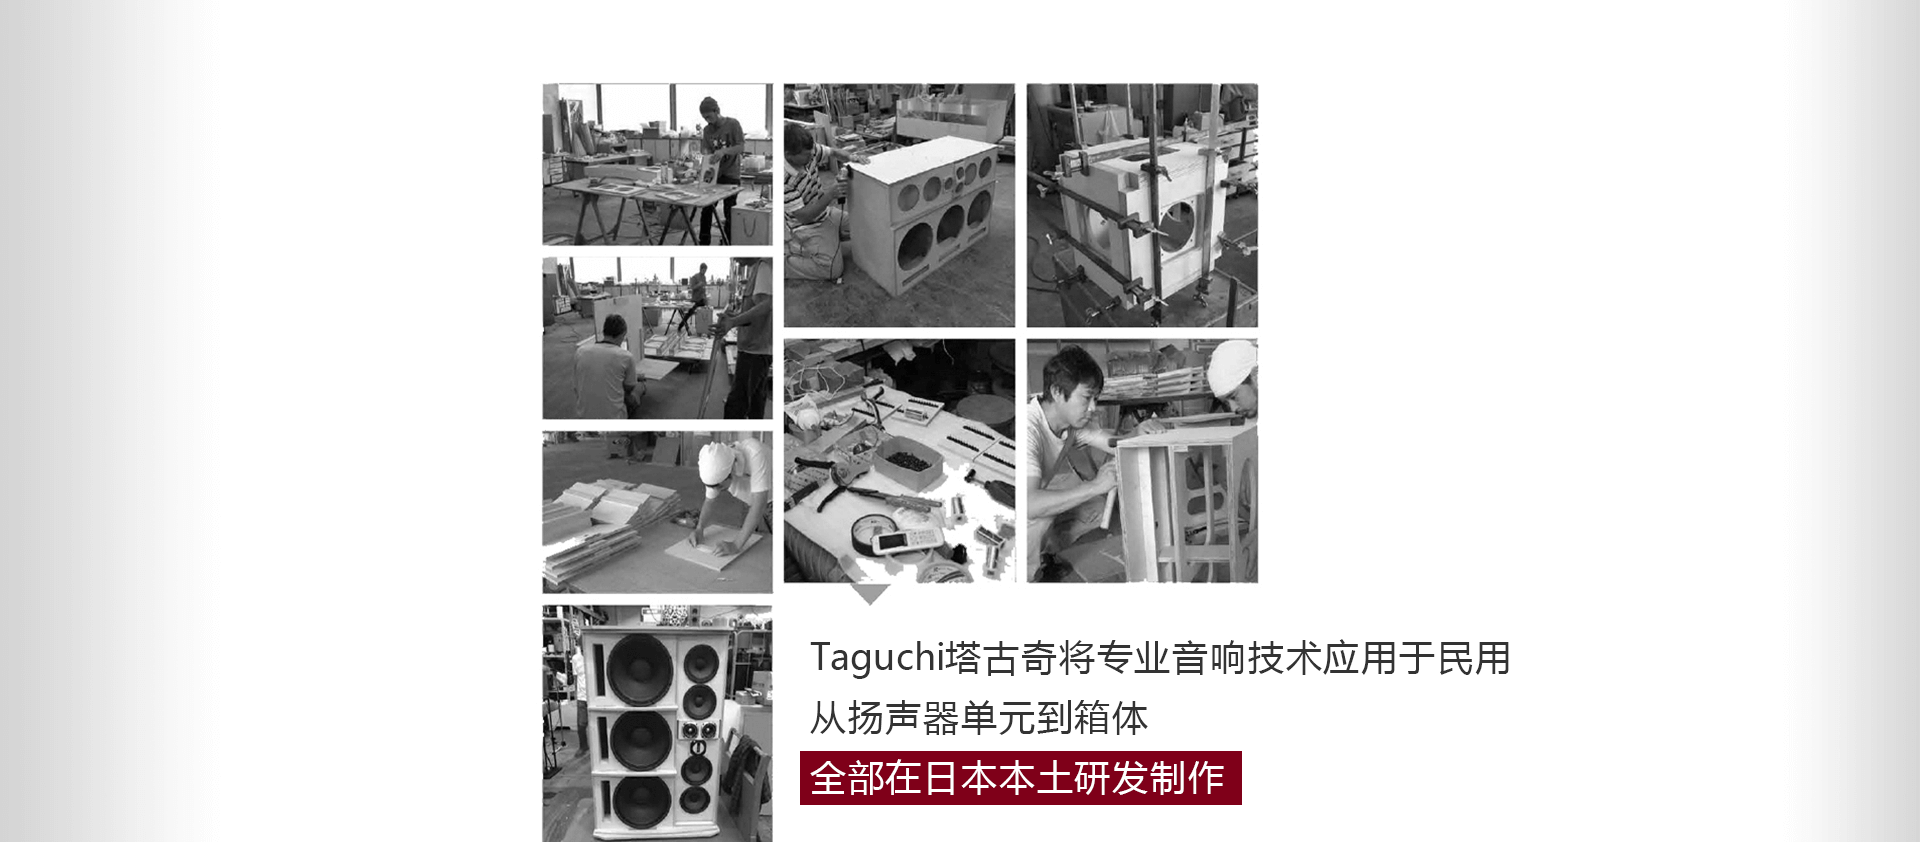 Taguchi塔古奇将专业音响技术应用于民用
从扬声器单元到箱体
全部在日本本土研发制作